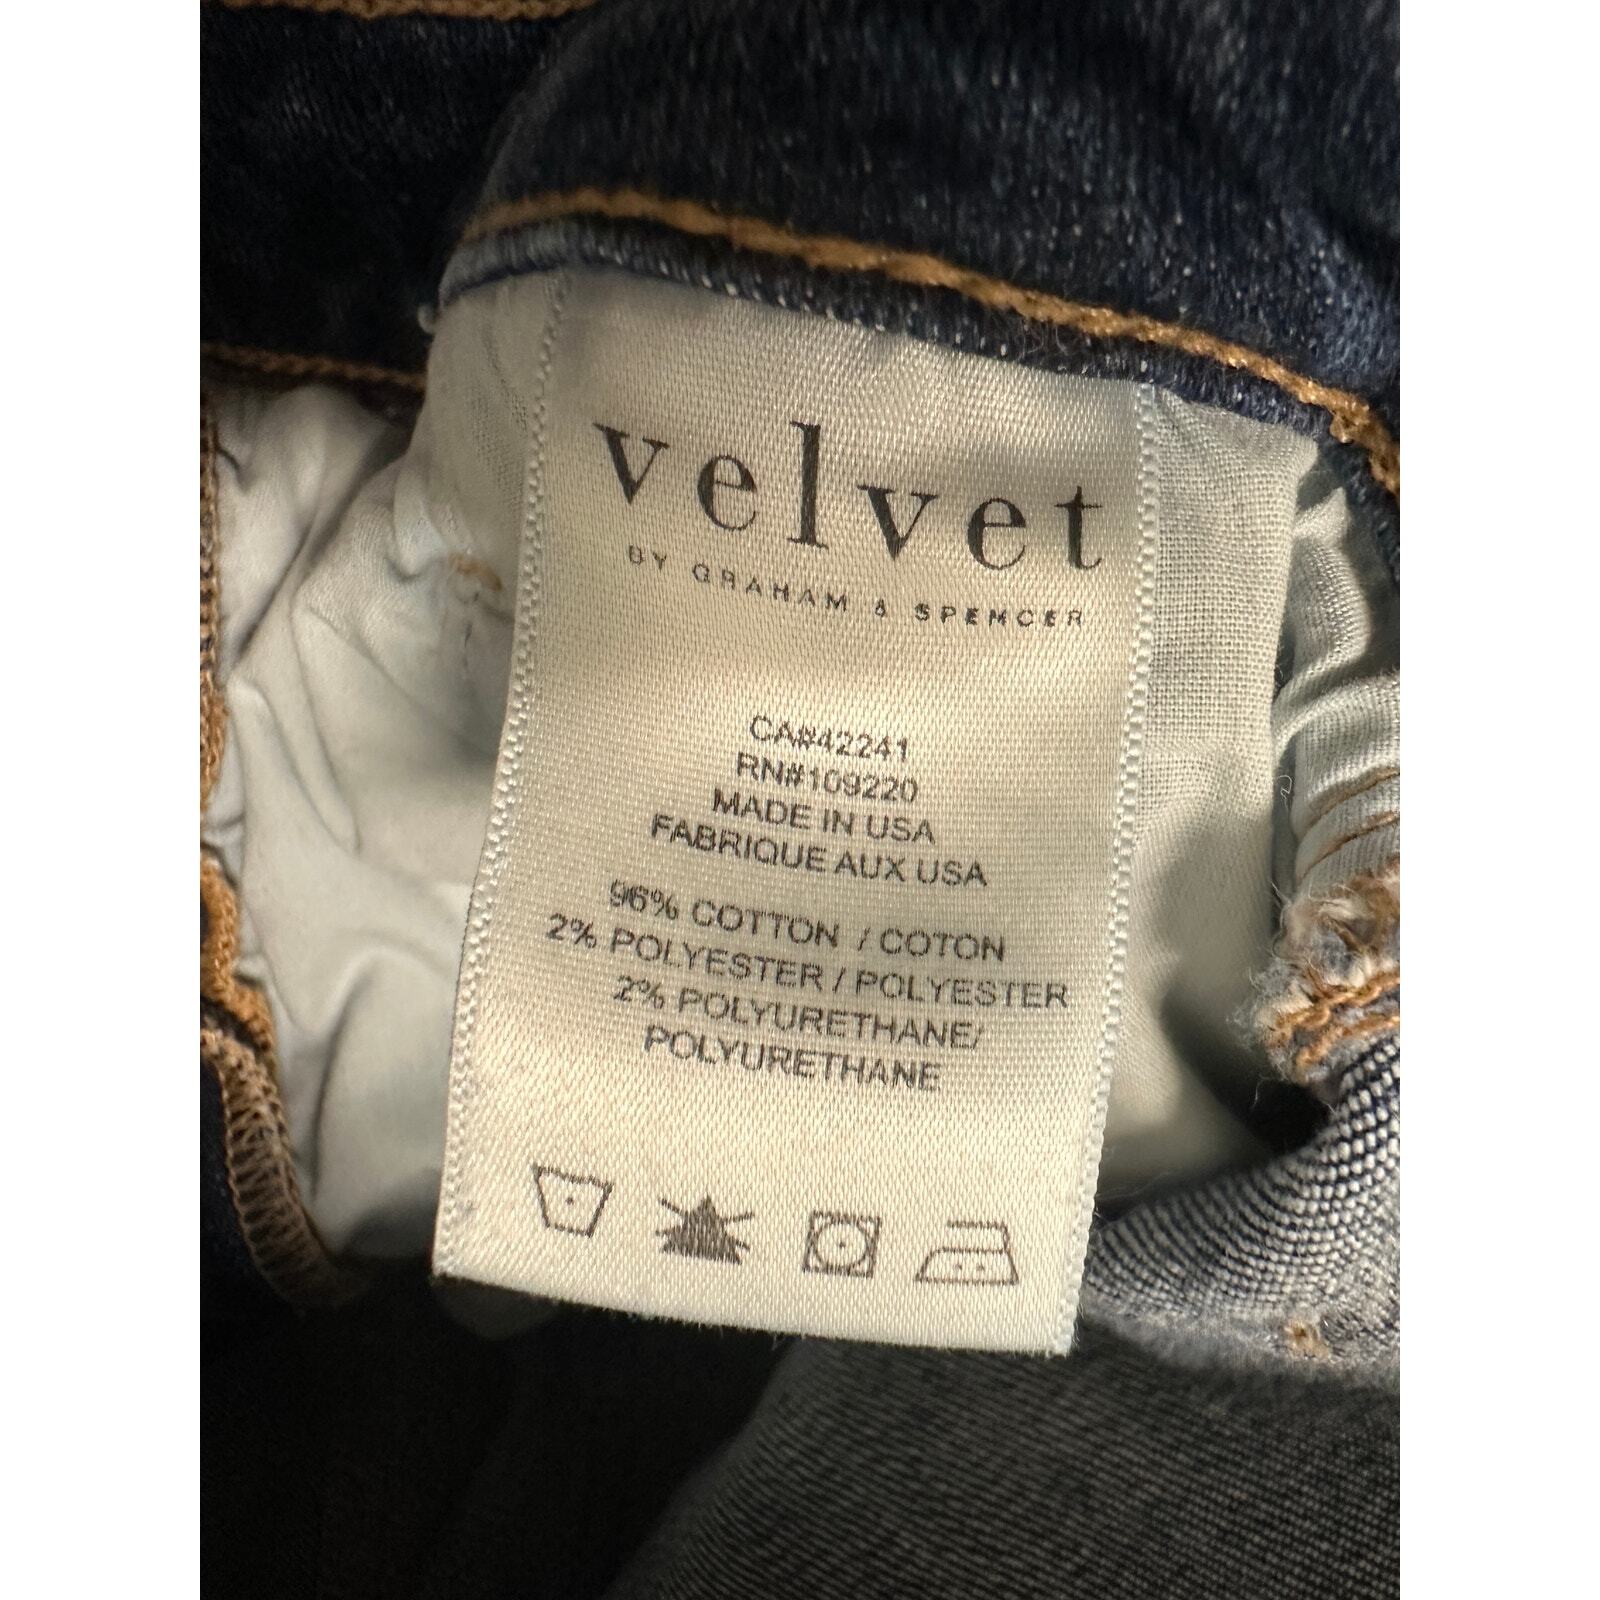 velvet
BY GRAHAM & SPENCER
CA#42241
RN#109220
MADE IN USA
FABRIQUE AUX USA
96% COTTON / COTON
2% POLYESTER / POLYESTER
2% POLYURETHANE/
POLYURETHANE